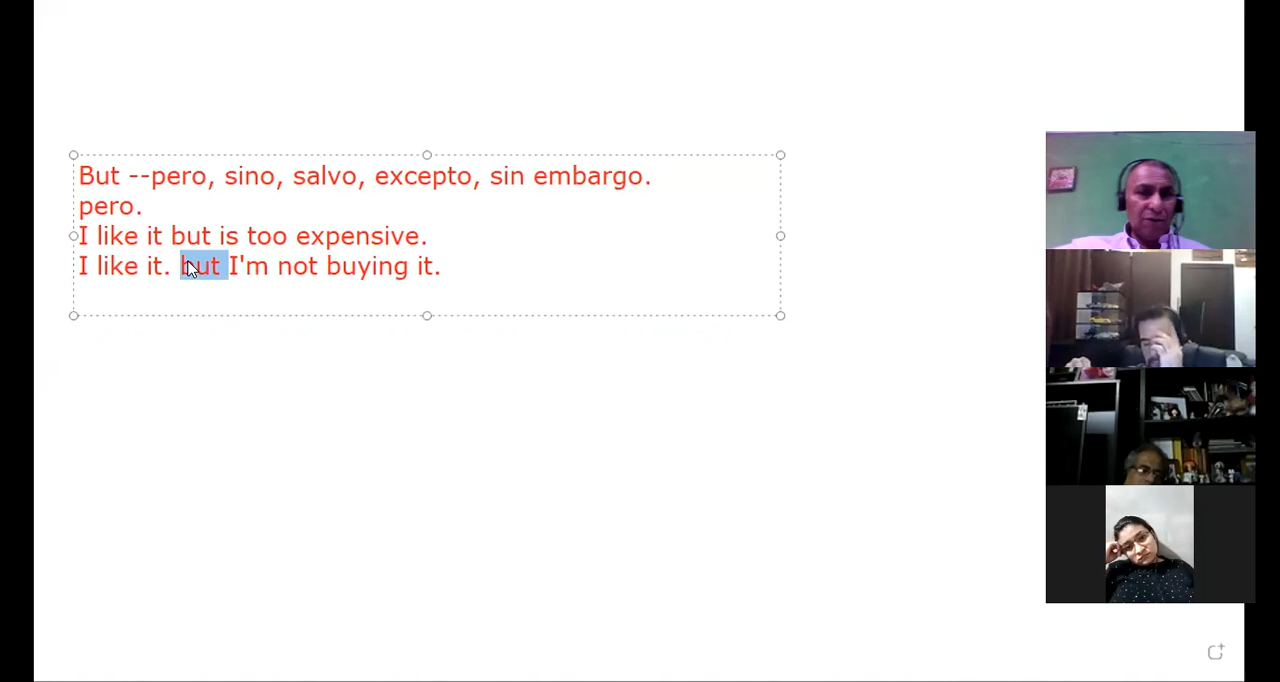 But --pero, sino, salvo, excepto, sin embargo.
pero.
I like it but is too expensive.
I like it. but I'm not buying it.